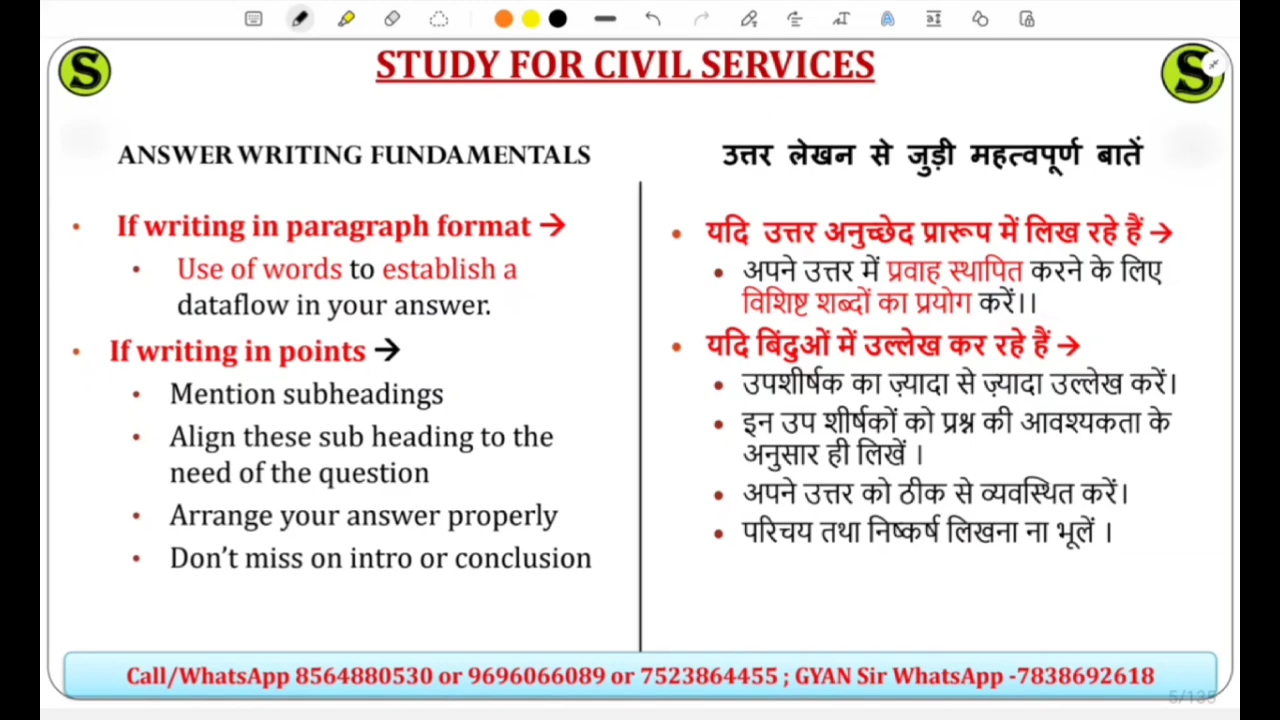 STUDY FOR CIVIL SERVICES
S
S
ANSWER WRITING FUNDAMENTALS
• If writing in paragraph format →
• Use of words to establish a
dataflow in your answer.
• If writing in points →
• Mention subheadings
• Align these sub heading to the
need of the question
• Arrange your answer properly
• Don't miss on intro or conclusion
उत्तर लेखन से जुड़ी महत्वपूर्ण बातें
• यदि उत्तर अनुच्छेद प्रारूप में लिख रहे हैं →
• अपने उत्तर में प्रवाह स्थापित करने के लिए
विशिष्ट शब्दों का प्रयोग करें।।
• यदि बिंदुओं में उल्लेख कर रहे हैं →
• उपशीर्षक का ज़्यादा से ज़्यादा उल्लेख करें।
• इन उप शीर्षकों को प्रश्न की आवश्यकता के
अनुसार ही लिखें ।
• अपने उत्तर को ठीक से व्यवस्थित करें।
• परिचय तथा निष्कर्ष लिखना ना भूलें ।
Call/WhatsApp 8564880530 or 9696066089 or 7523864455 ; GYAN Sir WhatsApp -7838692618
5/135